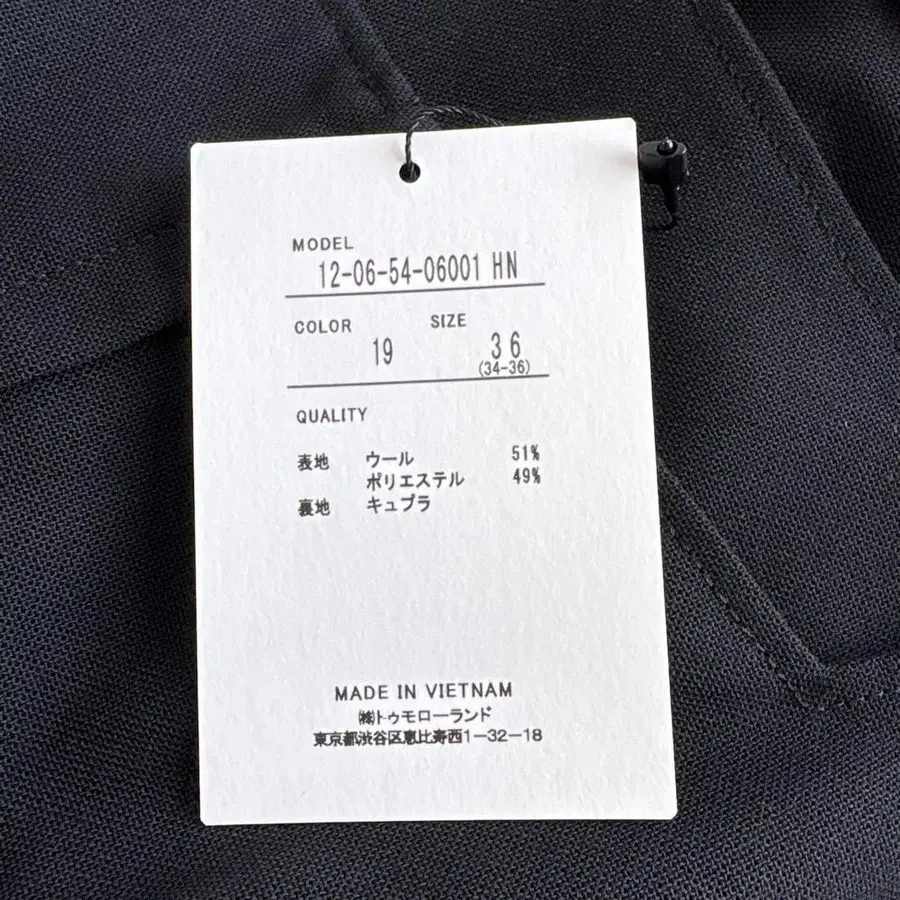 MODEL
12-06-54-06001 HN
COLOR SIZE
19 36
(34-36)
QUALITY
表地 ウール 51%
ポリエステル 49%
裏地 キュプラ
MADE IN VIETNAM
㈱トゥモローランド
東京都渋谷区恵比寿西1-32-18